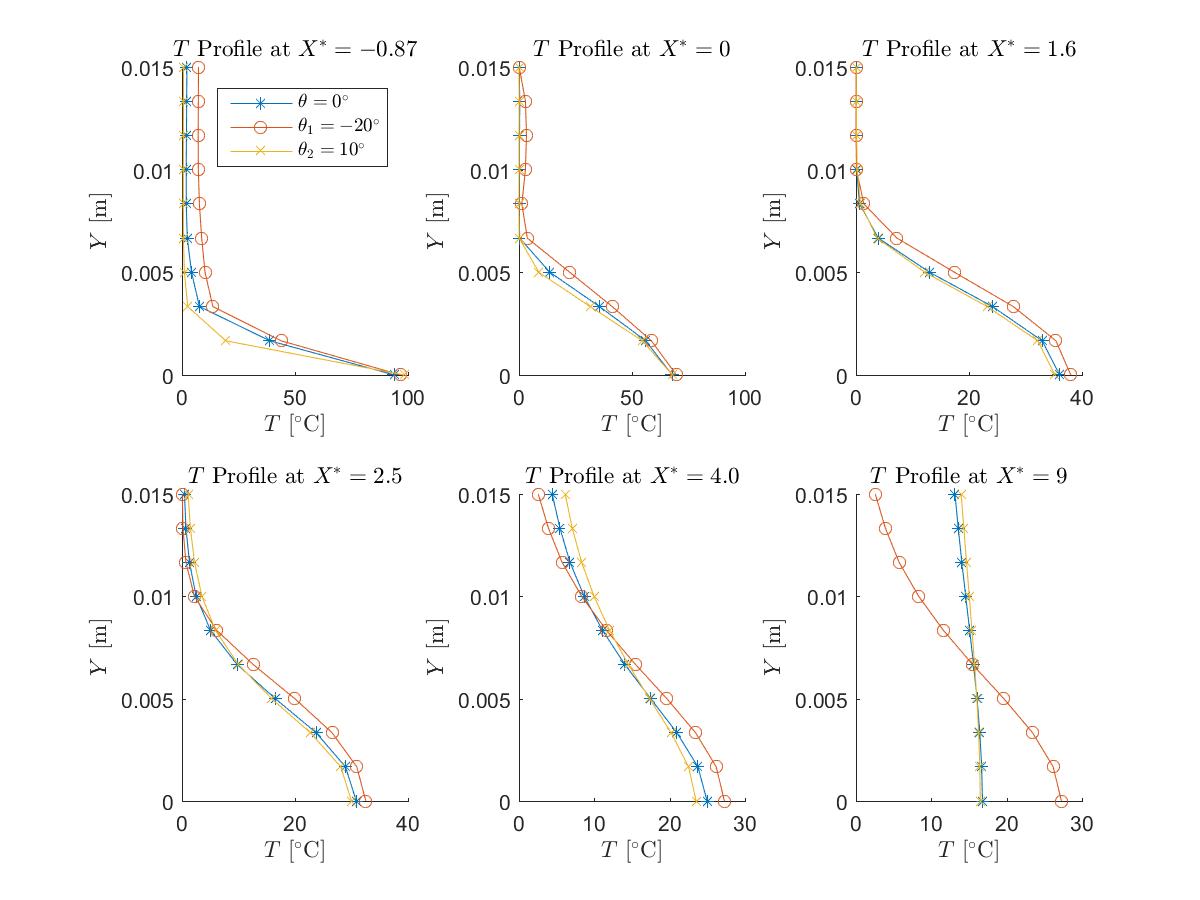 T Profile at X* = −0.87
0.015
0.01
0.005
0
Y [m]
0 50 100
T [°C]
θ = 0°
θ₁ = −20°
θ₂ = 10°
T Profile at X* = 0
0.015
0.01
0.005
0
Y [m]
0 50 100
T [°C]
T Profile at X* = 1.6
0.015
0.01
0.005
0
Y [m]
0 20 40
T [°C]
T Profile at X* = 2.5
0.015
0.01
0.005
0
Y [m]
0 20 40
T [°C]
T Profile at X* = 4.0
0.015
0.01
0.005
0
Y [m]
0 10 20 30
T [°C]
T Profile at X* = 9
0.015
0.01
0.005
0
Y [m]
0 10 20 30
T [°C]